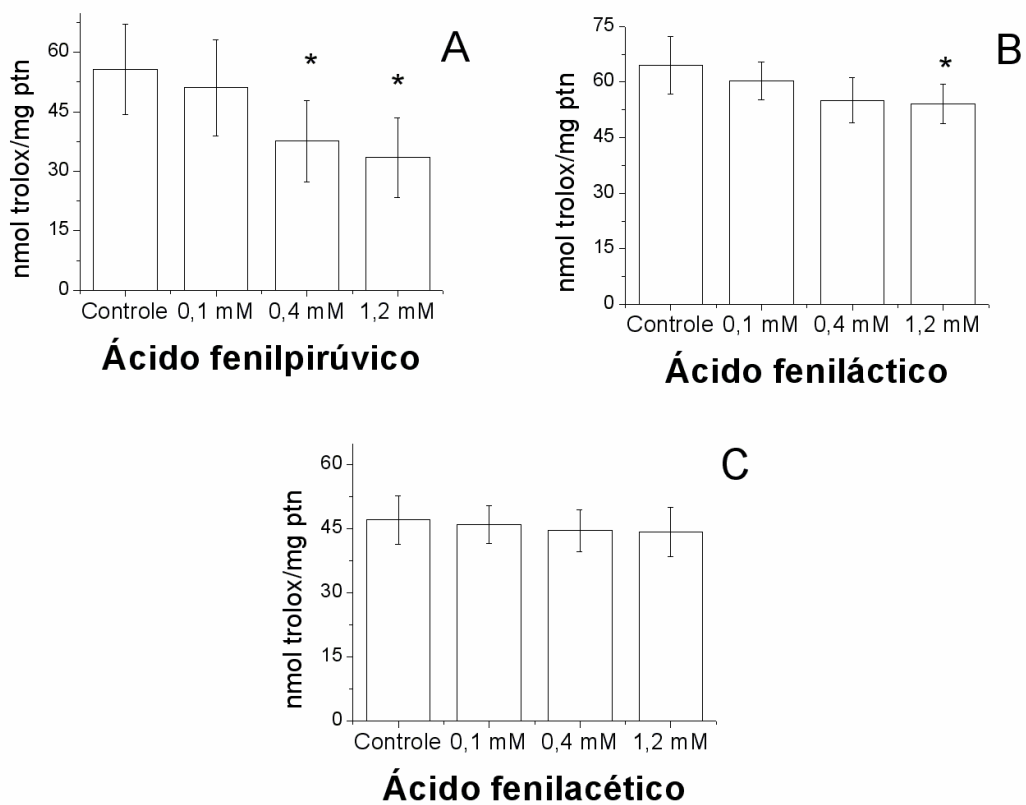 A
nmol trolox/mg ptn
60
45
30
15
0
*
*
Controle 0,1 mM 0,4 mM 1,2 mM
Ácido fenilpirúvico
B
nmol trolox/mg ptn
75
60
45
30
15
0
*
Controle 0,1 mM 0,4 mM 1,2 mM
Ácido feniláctico
C
nmol trolox/mg ptn
60
45
30
15
0
Controle 0,1 mM 0,4 mM 1,2 mM
Ácido fenilacético